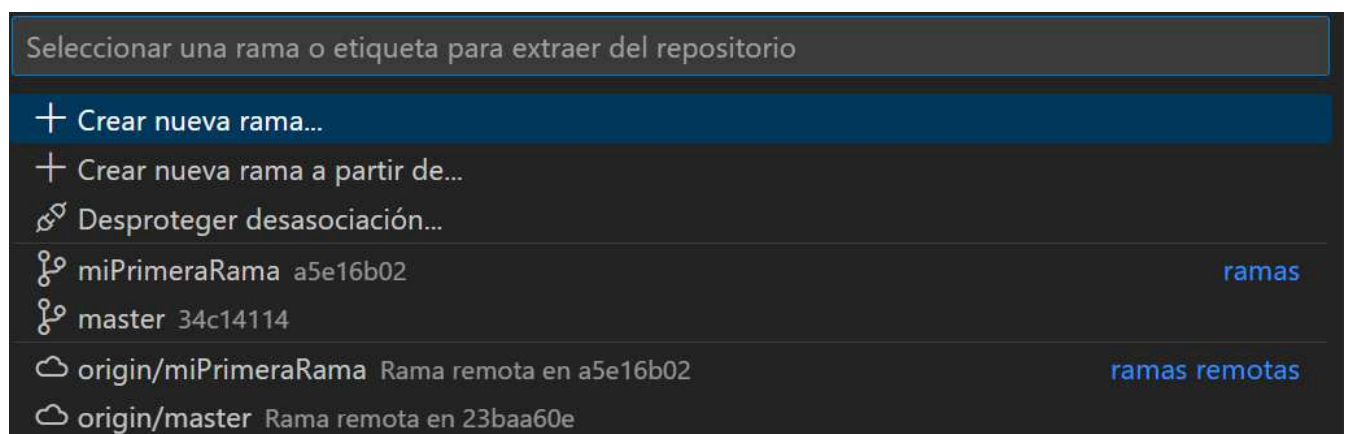 Seleccionar una rama o etiqueta para extraer del repositorio
Crear nueva rama...
Crear nueva rama a partir de...
Desproteger desasociación...
miPrimeraRama a5e16b02 ramas
master 34c14114
origin/miPrimeraRama Rama remota en a5e16b02 ramas remotas
origin/master Rama remota en 23baa60e